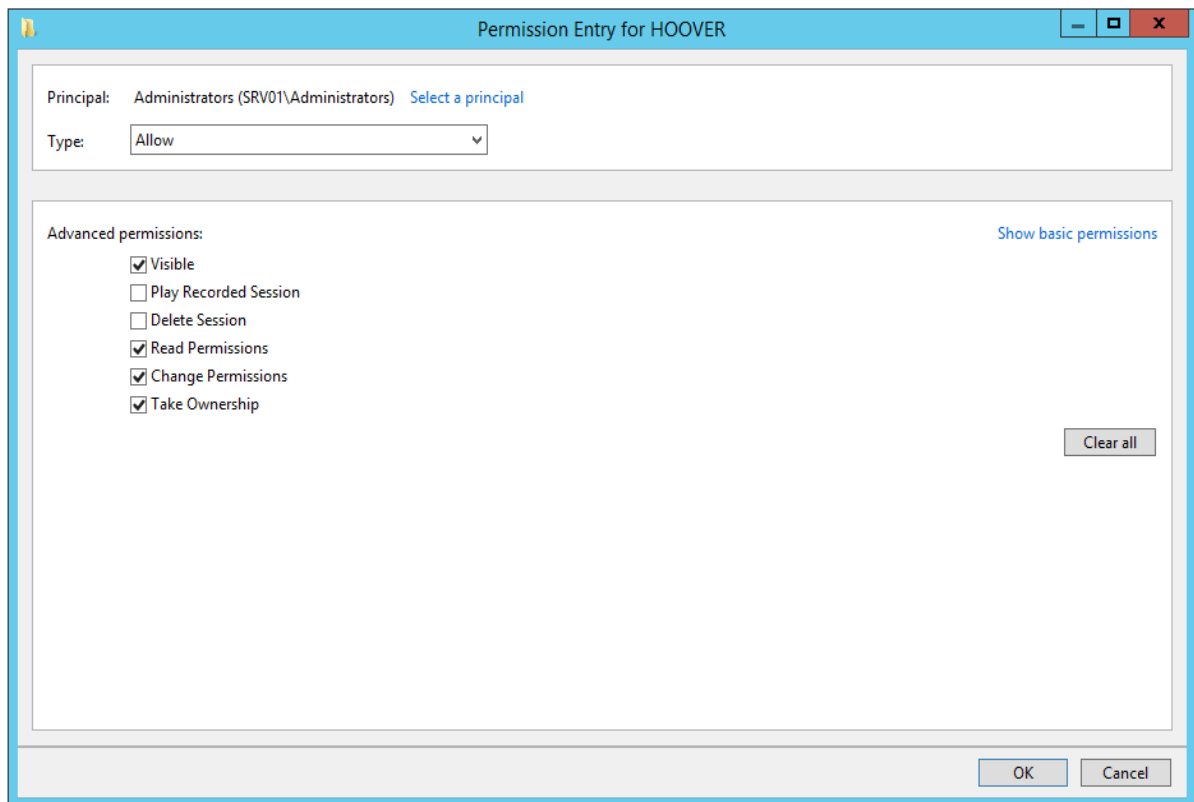 Permission Entry for HOOVER
Principal: Administrators (SRV01\Administrators) Select a principal
Type: Allow
Advanced permissions: Show basic permissions
Visible
Play Recorded Session
Delete Session
Read Permissions
Change Permissions
Take Ownership
Clear all
OK Cancel